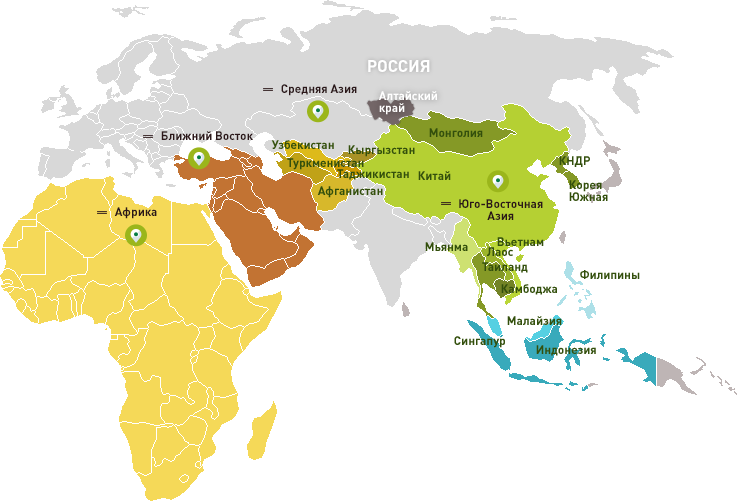 РОССИЯ
Средняя Азия
Алтайский
край
Ближний Восток
Монголия
Узбекистан
Кыргызстан
Туркменистан
КНДР
Таджикистан
Китай
Корея
Южная
Афганистан
Африка
Юго-Восточная
Азия
Мьянма
Вьетнам
Лаос
Таиланд
Филипины
Камбоджа
Малайзия
Сингапур
Индонезия